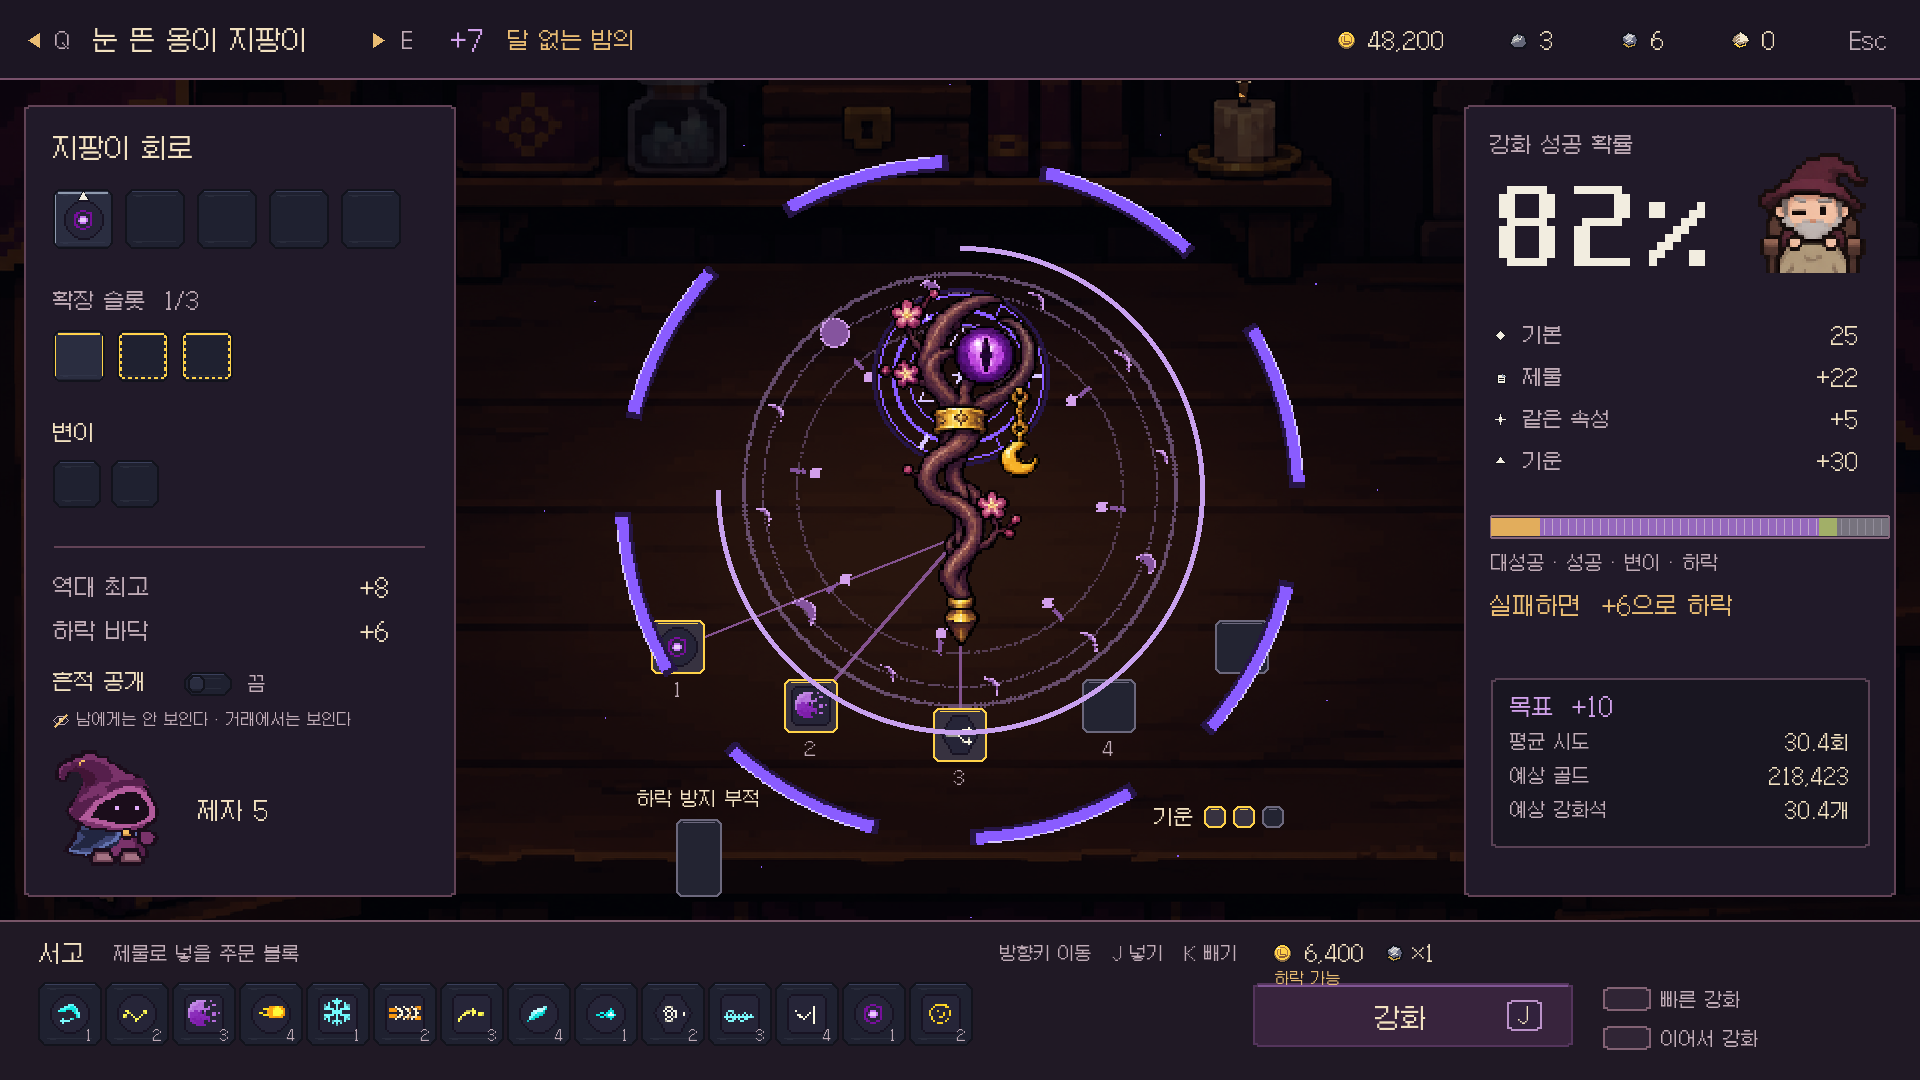 Q 눈 뜬 옹이 지팡이 E +7 달 없는 밤의 48,200 3 6 0 Esc
지팡이 회로
확장 슬롯 1/3
변이
역대 최고 +8
하락 바닥 +6
흔적 공개 끔
남에게는 안 보인다 · 거래에서는 보인다
제자 5
1
2
3
4
하락 방지 부적
기운
강화 성공 확률
82%
기본 25
제물 +22
같은 속성 +5
기운 +30
대성공 · 성공 · 변이 · 하락
실패하면 +6으로 하락
목표 +10
평균 시도 30.4회
예상 골드 218,423
예상 강화석 30.4개
서고 제물로 넣을 주문 블록
방향키 이동 J 넣기 K 빼기 6,400 ×1
하락 가능
1 2 3 4 1 2 3 4 1 2 3 4 1 2
강화 J
빠른 강화
이어서 강화